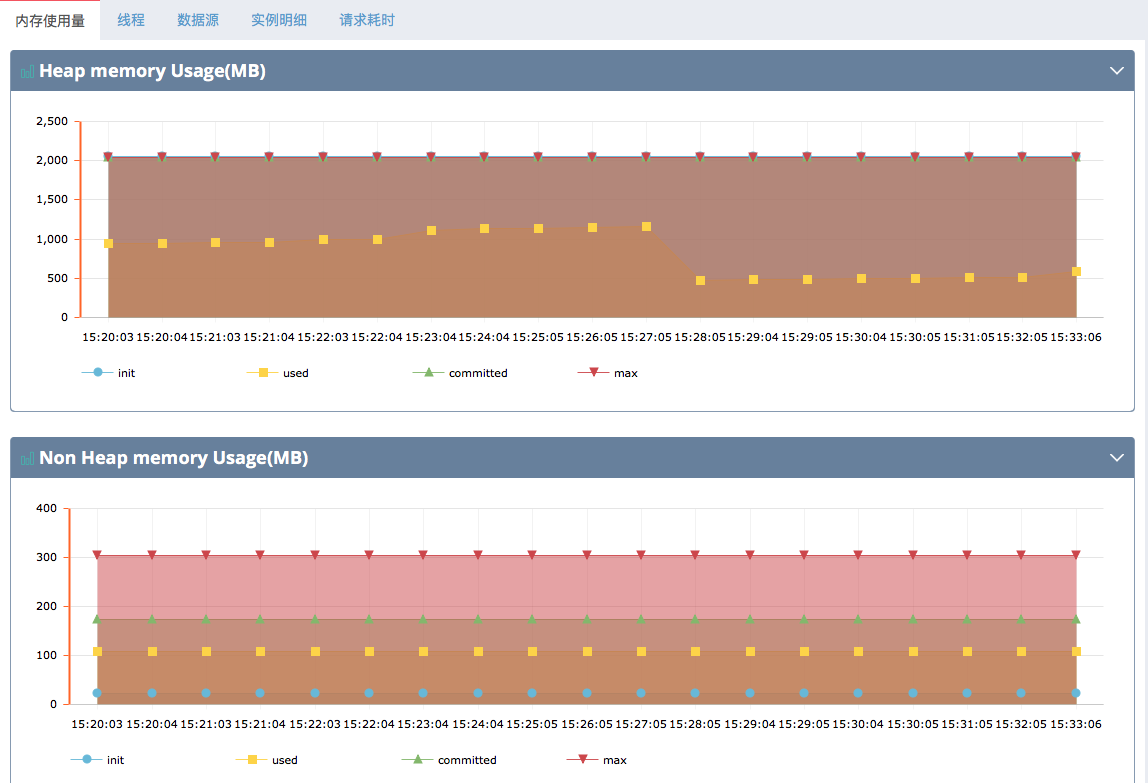 内存使用量 线程 数据源 实例明细 请求耗时
Heap memory Usage(MB)
2,500
2,000
1,500
1,000
500
0
15:20:03 15:20:04 15:21:03 15:21:04 15:22:03 15:22:04 15:23:04 15:24:04 15:25:05 15:26:05 15:27:05 15:28:05 15:29:04 15:29:05 15:30:04 15:30:05 15:31:05 15:32:05 15:33:06
init used committed max
Non Heap memory Usage(MB)
400
300
200
100
0
15:20:03 15:20:04 15:21:03 15:21:04 15:22:03 15:22:04 15:23:04 15:24:04 15:25:05 15:26:05 15:27:05 15:28:05 15:29:04 15:29:05 15:30:04 15:30:05 15:31:05 15:32:05 15:33:06
init used committed max